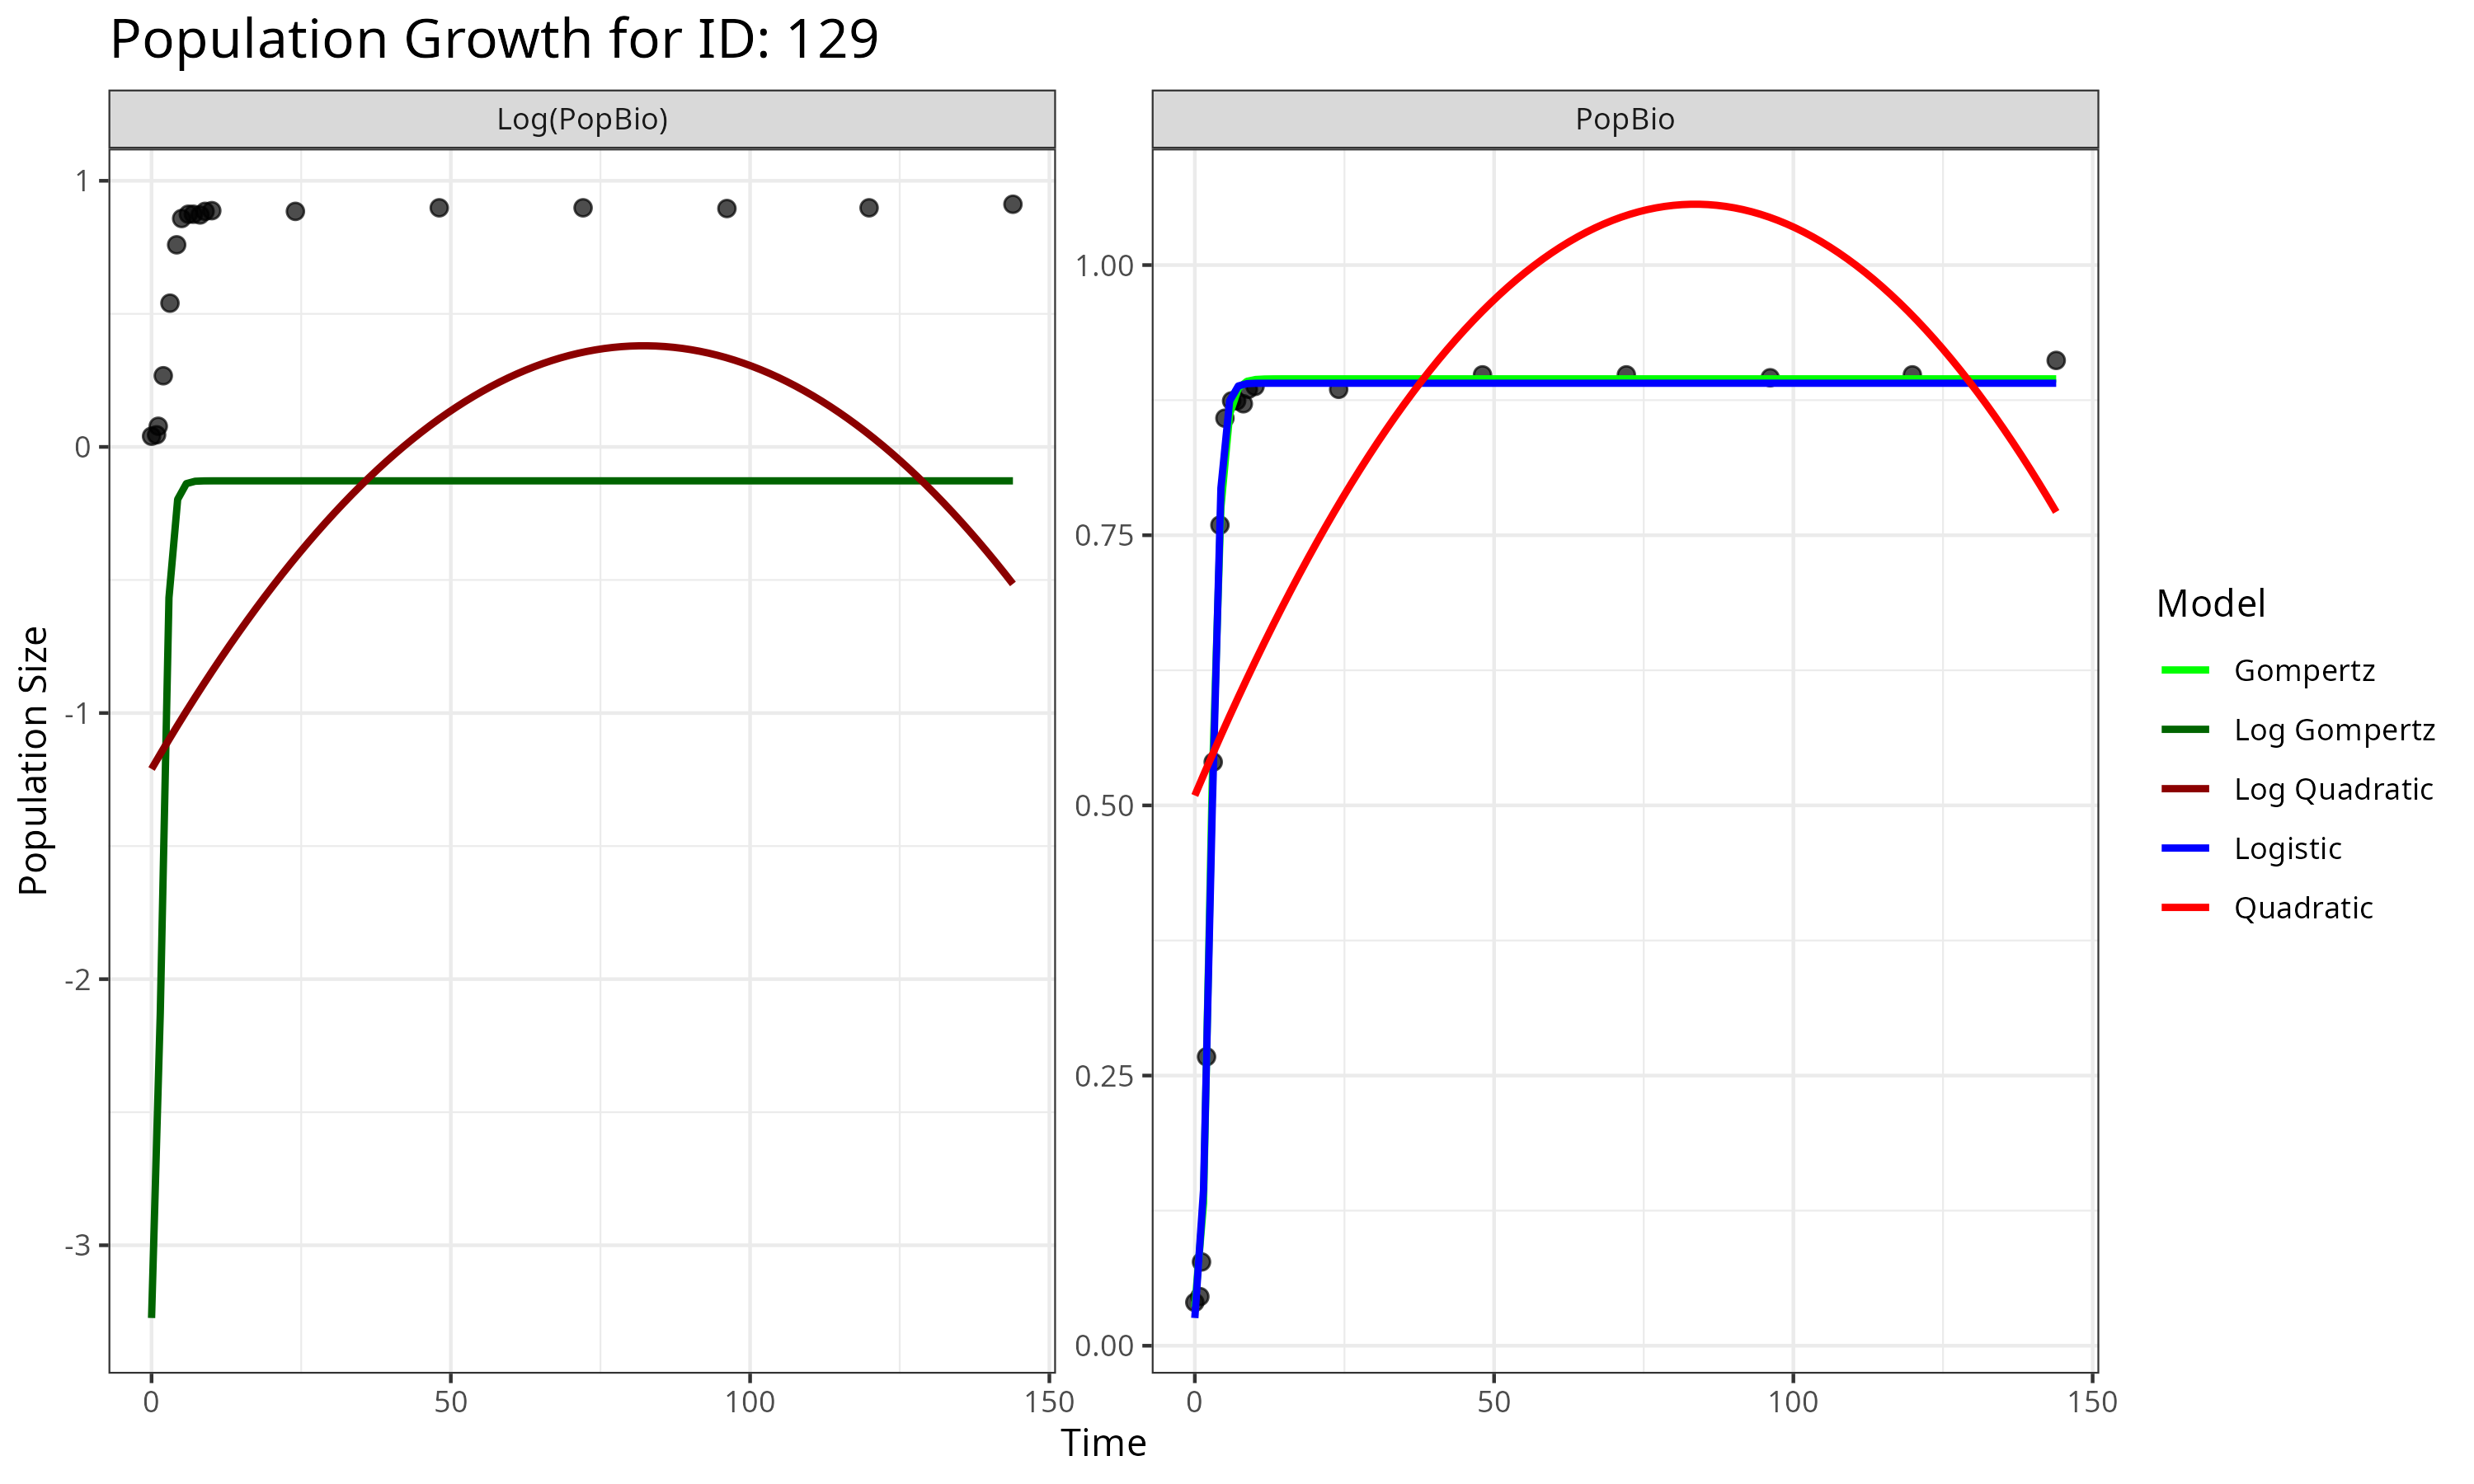 Population Growth for ID: 129
Log(PopBio)
PopBio
Population Size
1
0
-1
-2
-3
1.00
0.75
0.50
0.25
0.00
0
50
100
150
0
50
100
150
Time
Model
Gompertz
Log Gompertz
Log Quadratic
Logistic
Quadratic